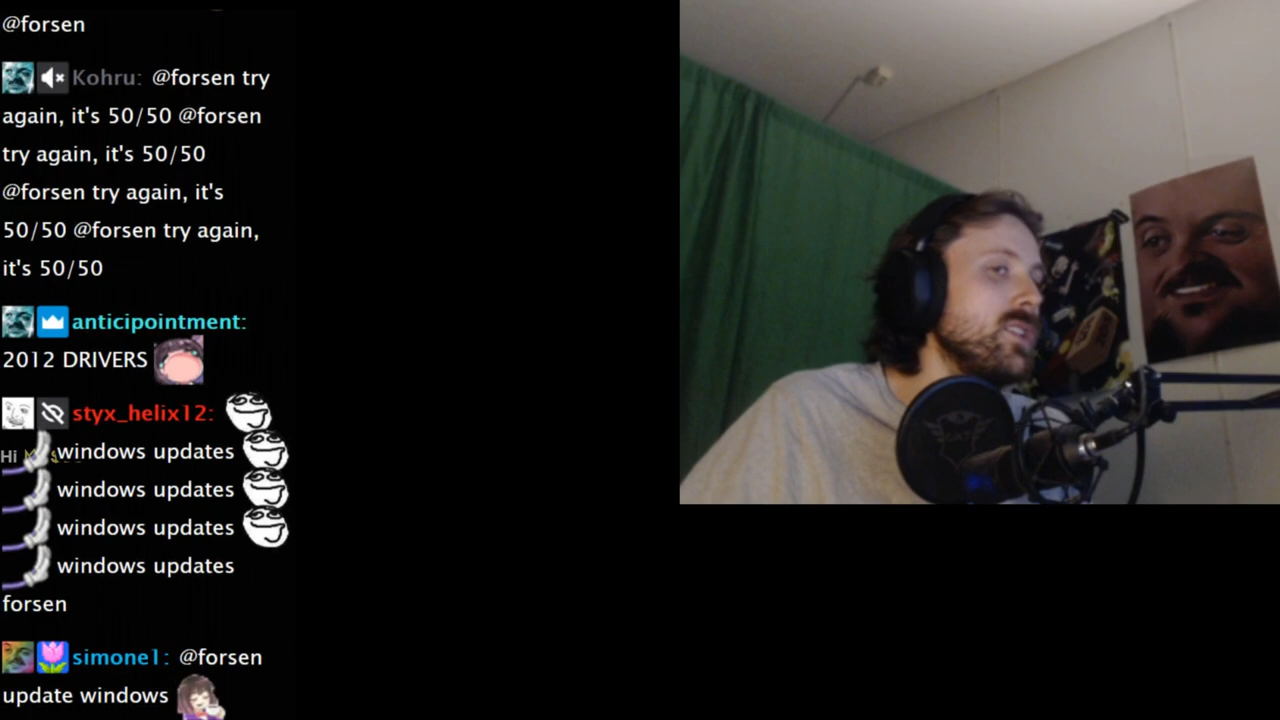 @forsen
Kohru: @forsen try
again, it's 50/50 @forsen
try again, it's 50/50
@forsen try again, it's
50/50 @forsen try again,
it's 50/50
anticipointment:
2012 DRIVERS
styx_helix12:
windows updates
Hi
windows updates
windows updates
windows updates
forsen
simone1: @forsen
update windows